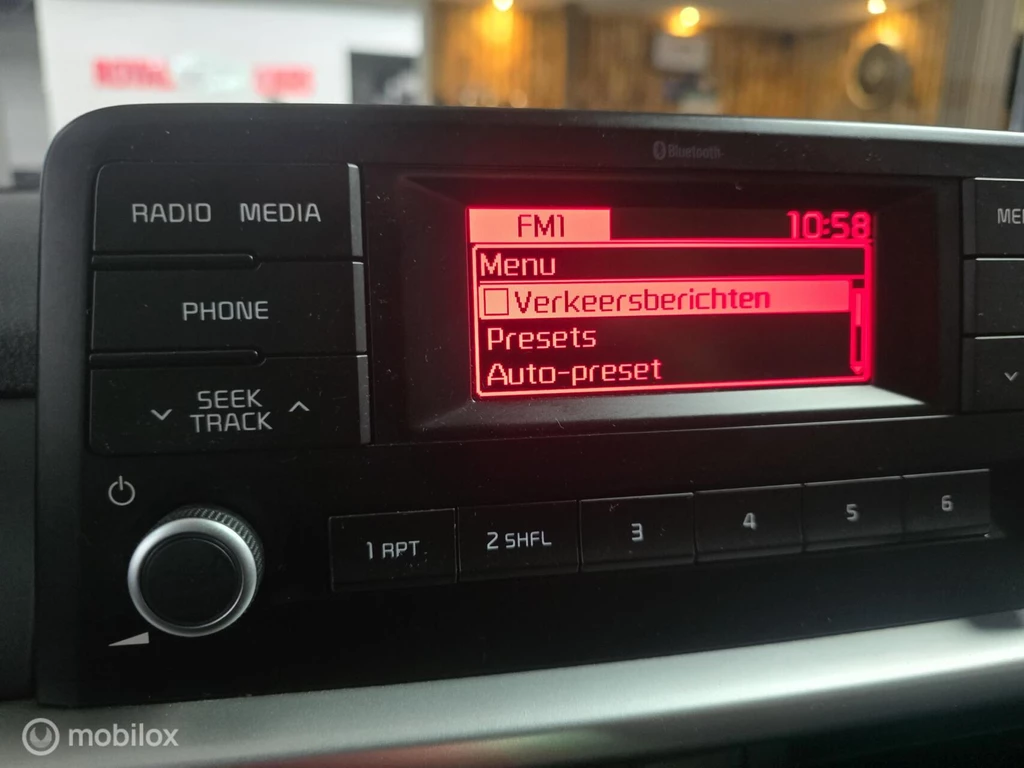 ROYAL
Bluetooth
RADIO MEDIA
FM1 10:58
Menu
Verkeersberichten
Presets
Auto-preset
PHONE
SEEK
TRACK
1 RPT
2 SHFL
3
4
5
6
mobilox